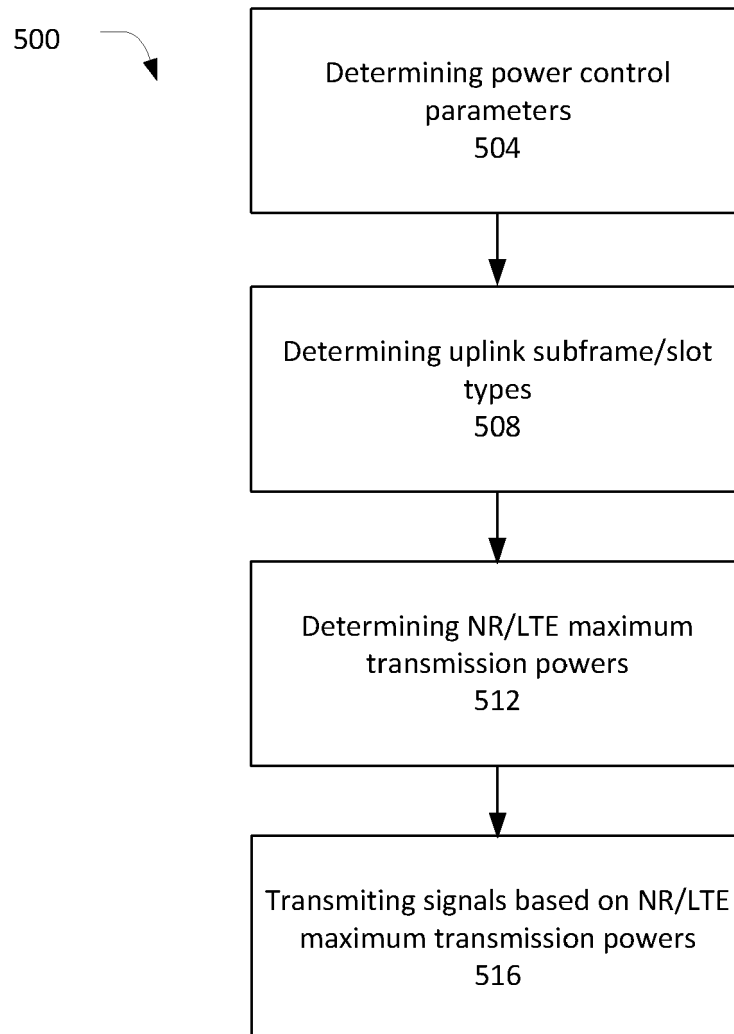 500
Determining power control
parameters
504
Determining uplink subframe/slot
types
508
Determining NR/LTE maximum
transmission powers
512
Transmiting signals based on NR/LTE
maximum transmission powers
516